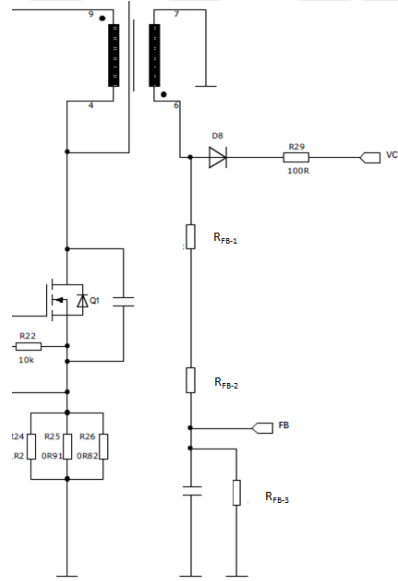 9
7
4
6
D8
R29
100R
VC
RFB-1
Q1
R22
10k
RFB-2
FB
R25
R26
0R91
0R82
RFB-3